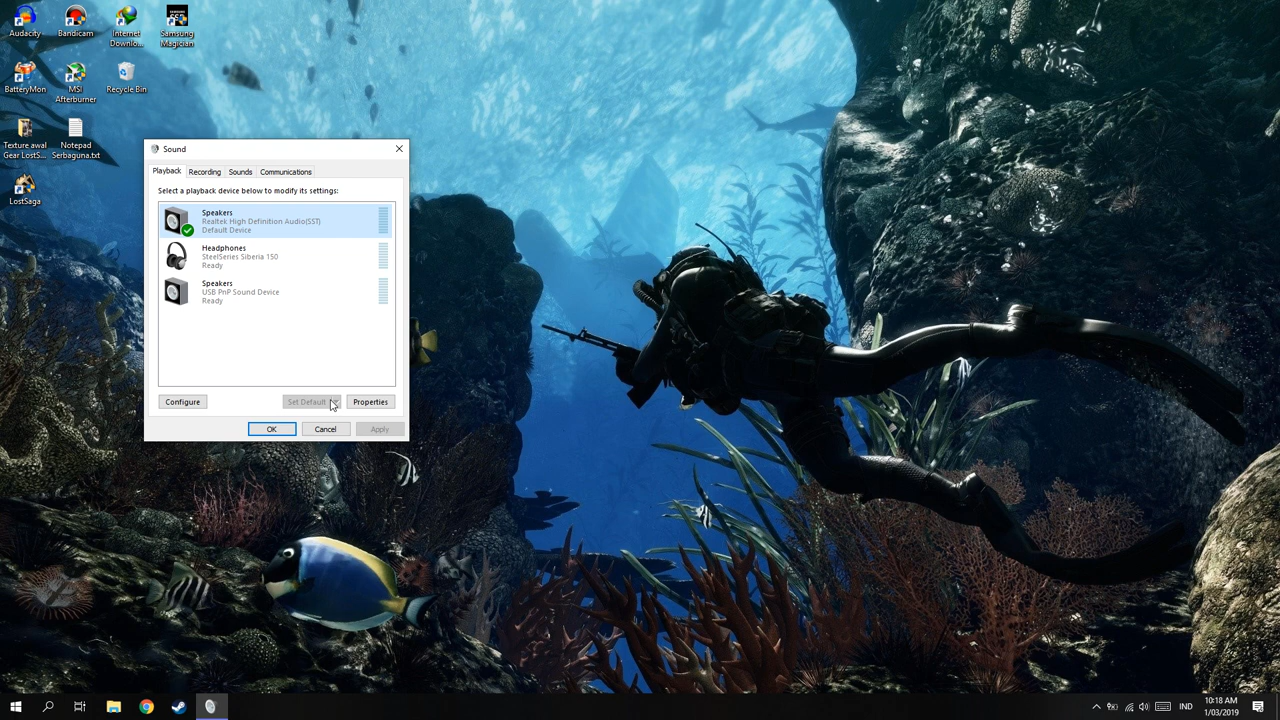 Audacity
Bandicam
Internet
Downlo...
SAMSUNG
SSD
Samsung
Magician
BatteryMon
MSI
Afterburner
Recycle Bin
Texture awal
Gear LostS...
Notepad
Serbaguna.txt
LostSaga
Sound
Playback
Recording
Sounds
Communications
Select a playback device below to modify its settings:
Speakers
Realtek High Definition Audio(SST)
Default Device
Headphones
SteelSeries Siberia 150
Ready
Speakers
USB PnP Sound Device
Ready
Configure
Set Default
Properties
OK
Cancel
Apply
IND
10:18 AM
1/03/2019